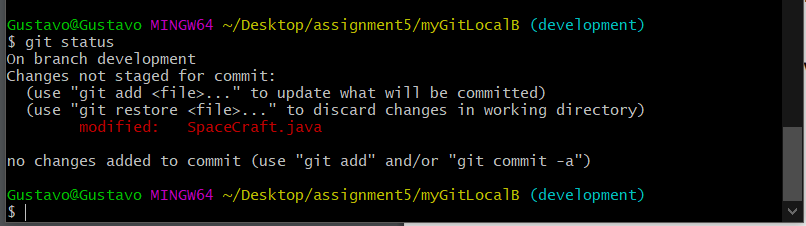 Gustavo@Gustavo MINGW64 ~/Desktop/assignment5/myGitLocalB (development)
$ git status
On branch development
Changes not staged for commit:
  (use "git add <file>..." to update what will be committed)
  (use "git restore <file>..." to discard changes in working directory)
        modified:   SpaceCraft.java

no changes added to commit (use "git add" and/or "git commit -a")

Gustavo@Gustavo MINGW64 ~/Desktop/assignment5/myGitLocalB (development)
$